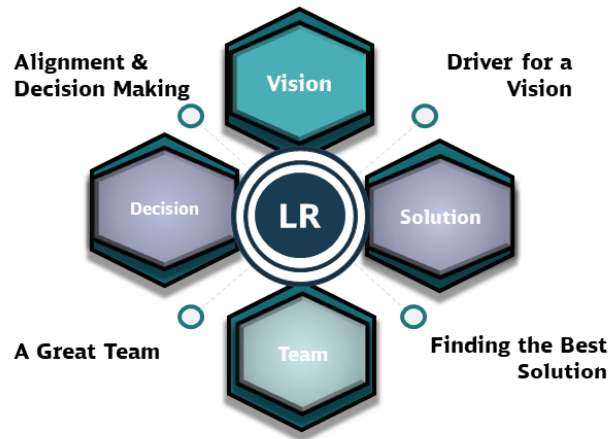 Alignment &
Decision Making
Vision
Driver for a
Vision
Decision
LR
Solution
A Great Team
Team
Finding the Best
Solution